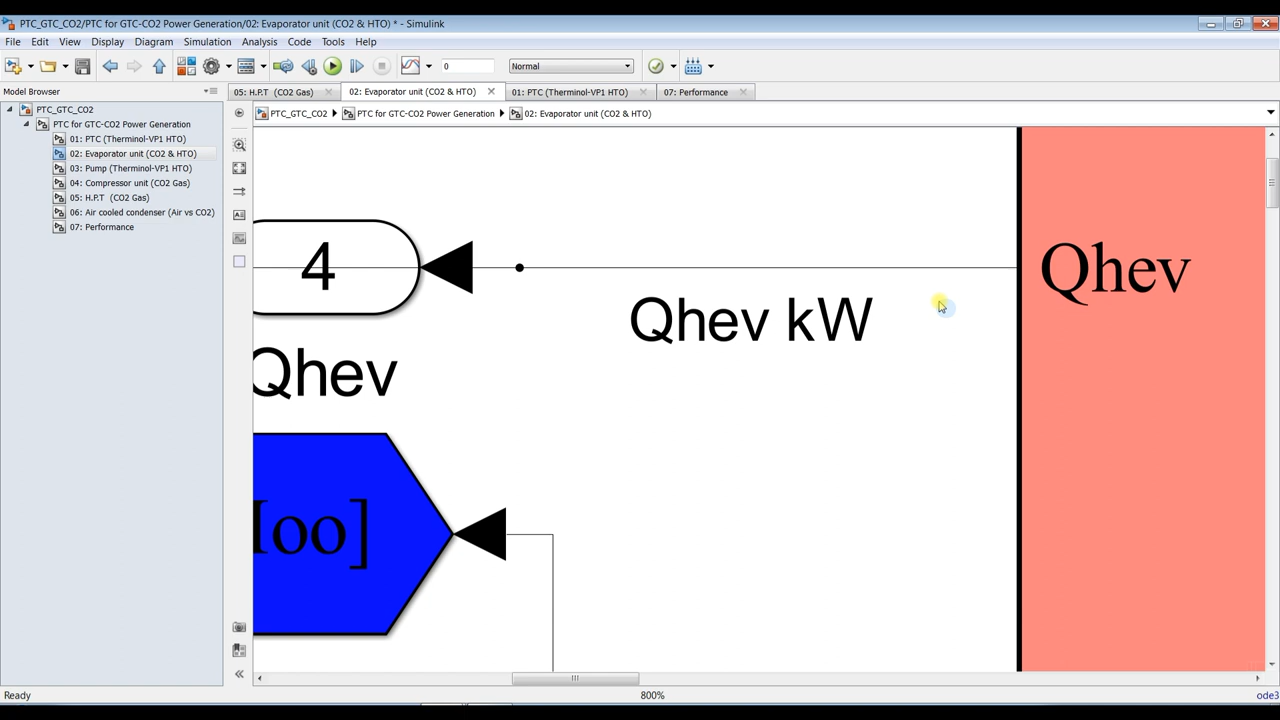 PTC_GTC_CO2/PTC for GTC-CO2 Power Generation/02: Evaporator unit (CO2 & HTO) * - Simulink
File Edit View Display Diagram Simulation Analysis Code Tools Help
0 Normal
Model Browser
05: H.P.T (CO2 Gas) 02: Evaporator unit (CO2 & HTO) 01: PTC (Therminol-VP1 HTO) 07: Performance
PTC_GTC_CO2 PTC for GTC-CO2 Power Generation 02: Evaporator unit (CO2 & HTO)
PTC_GTC_CO2
PTC for GTC-CO2 Power Generation
01: PTC (Therminol-VP1 HTO)
02: Evaporator unit (CO2 & HTO)
03: Pump (Therminol-VP1 HTO)
04: Compressor unit (CO2 Gas)
05: H.P.T (CO2 Gas)
06: Air cooled condenser (Air vs CO2)
07: Performance
4
Qhev
Qhev kW
Qhev
oo]
Ready 800% ode3